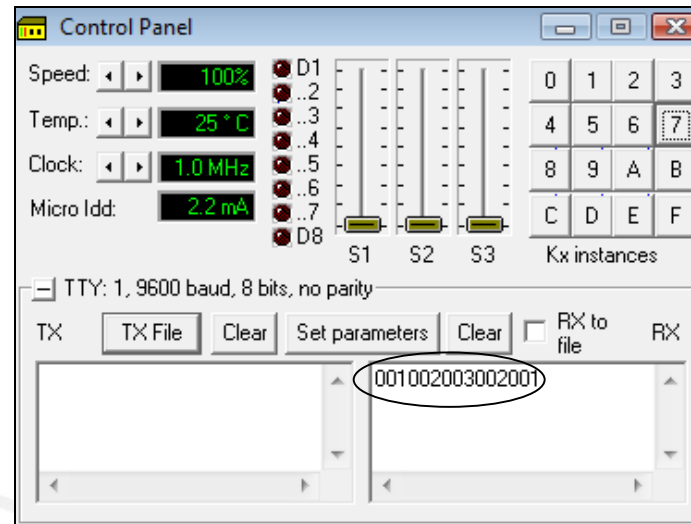 Control Panel
Speed: 100% D1 0 1 2 3
..2
Temp.: 25 ° C ..3 4 5 6 7
..4
Clock: 1.0 MHz ..5 8 9 A B
..6
Micro Idd: 2.2 mA ..7 C D E F
D8
S1 S2 S3 Kx instances
TTY: 1, 9600 baud, 8 bits, no parity
TX TX File Clear Set parameters Clear RX to file RX
001002003002001